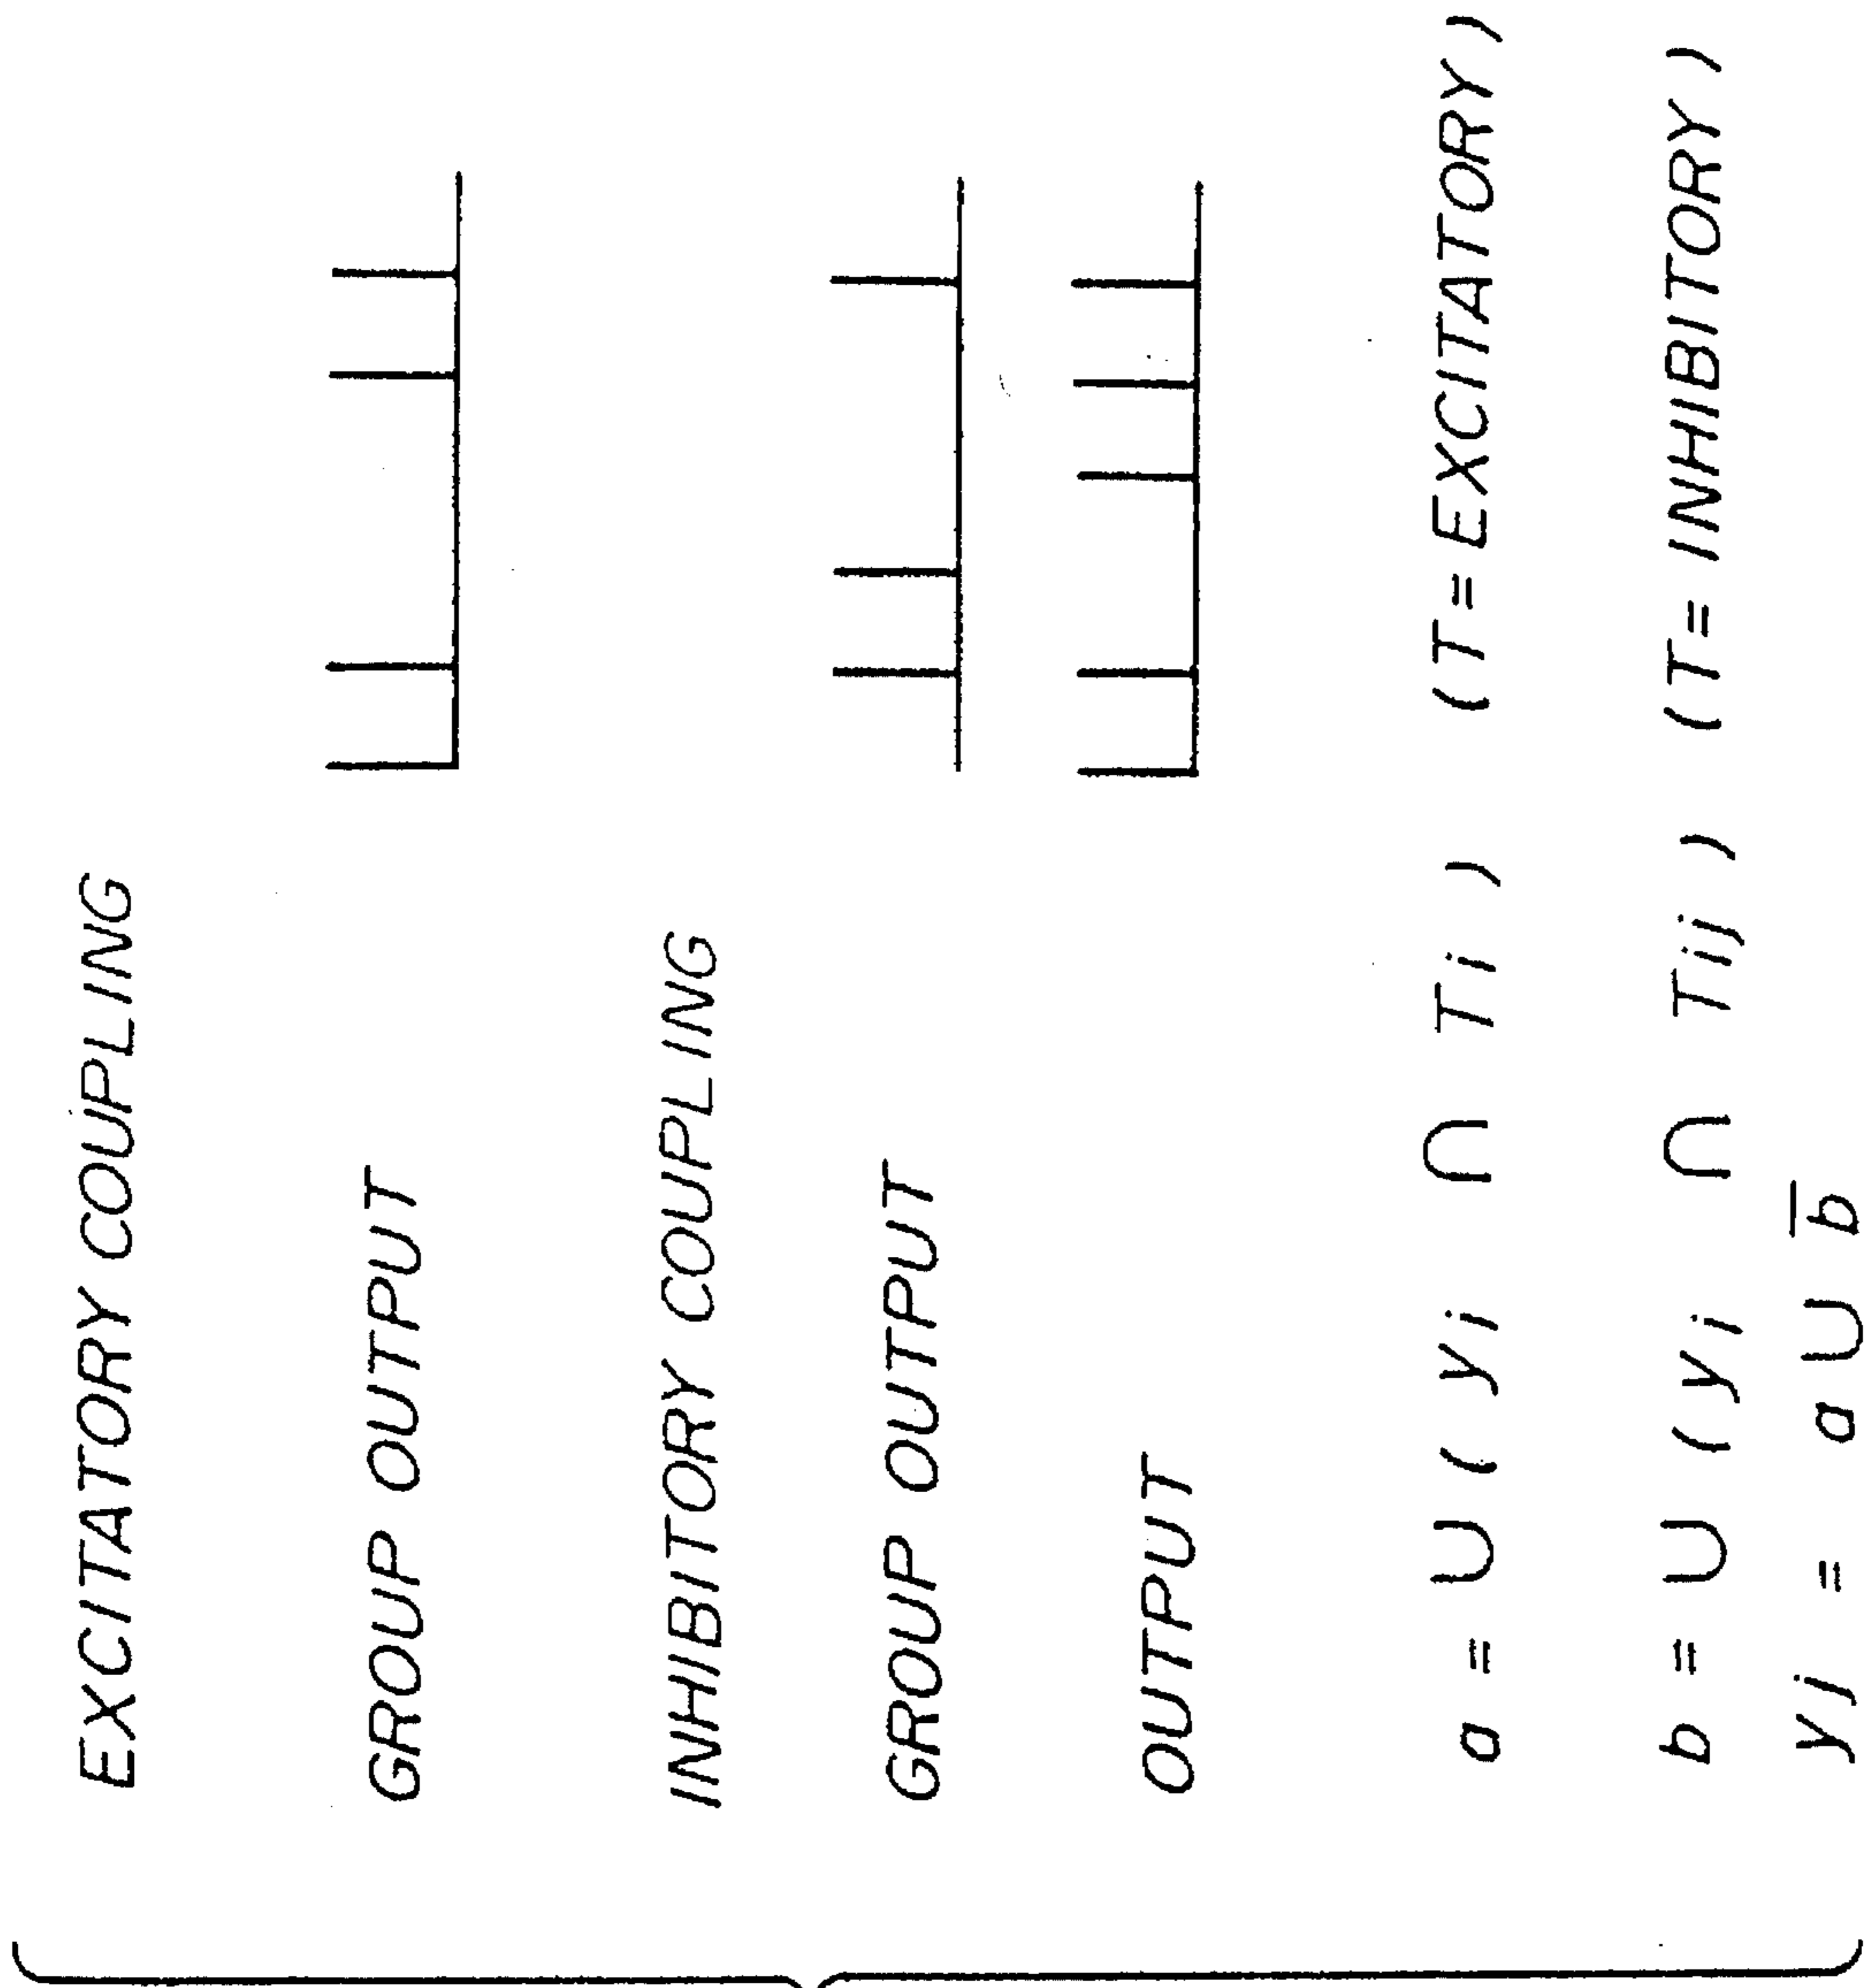 EXCITATORY COUPLING
GROUP OUTPUT
INHIBITORY COUPLING
GROUP OUTPUT
OUTPUT
a = ∪ ( yi ∩ Ti ) (T= EXCITATORY)
b = ∪ ( yi ∩ Tij ) (T= INHIBITORY )
yj = a ∪ b̅